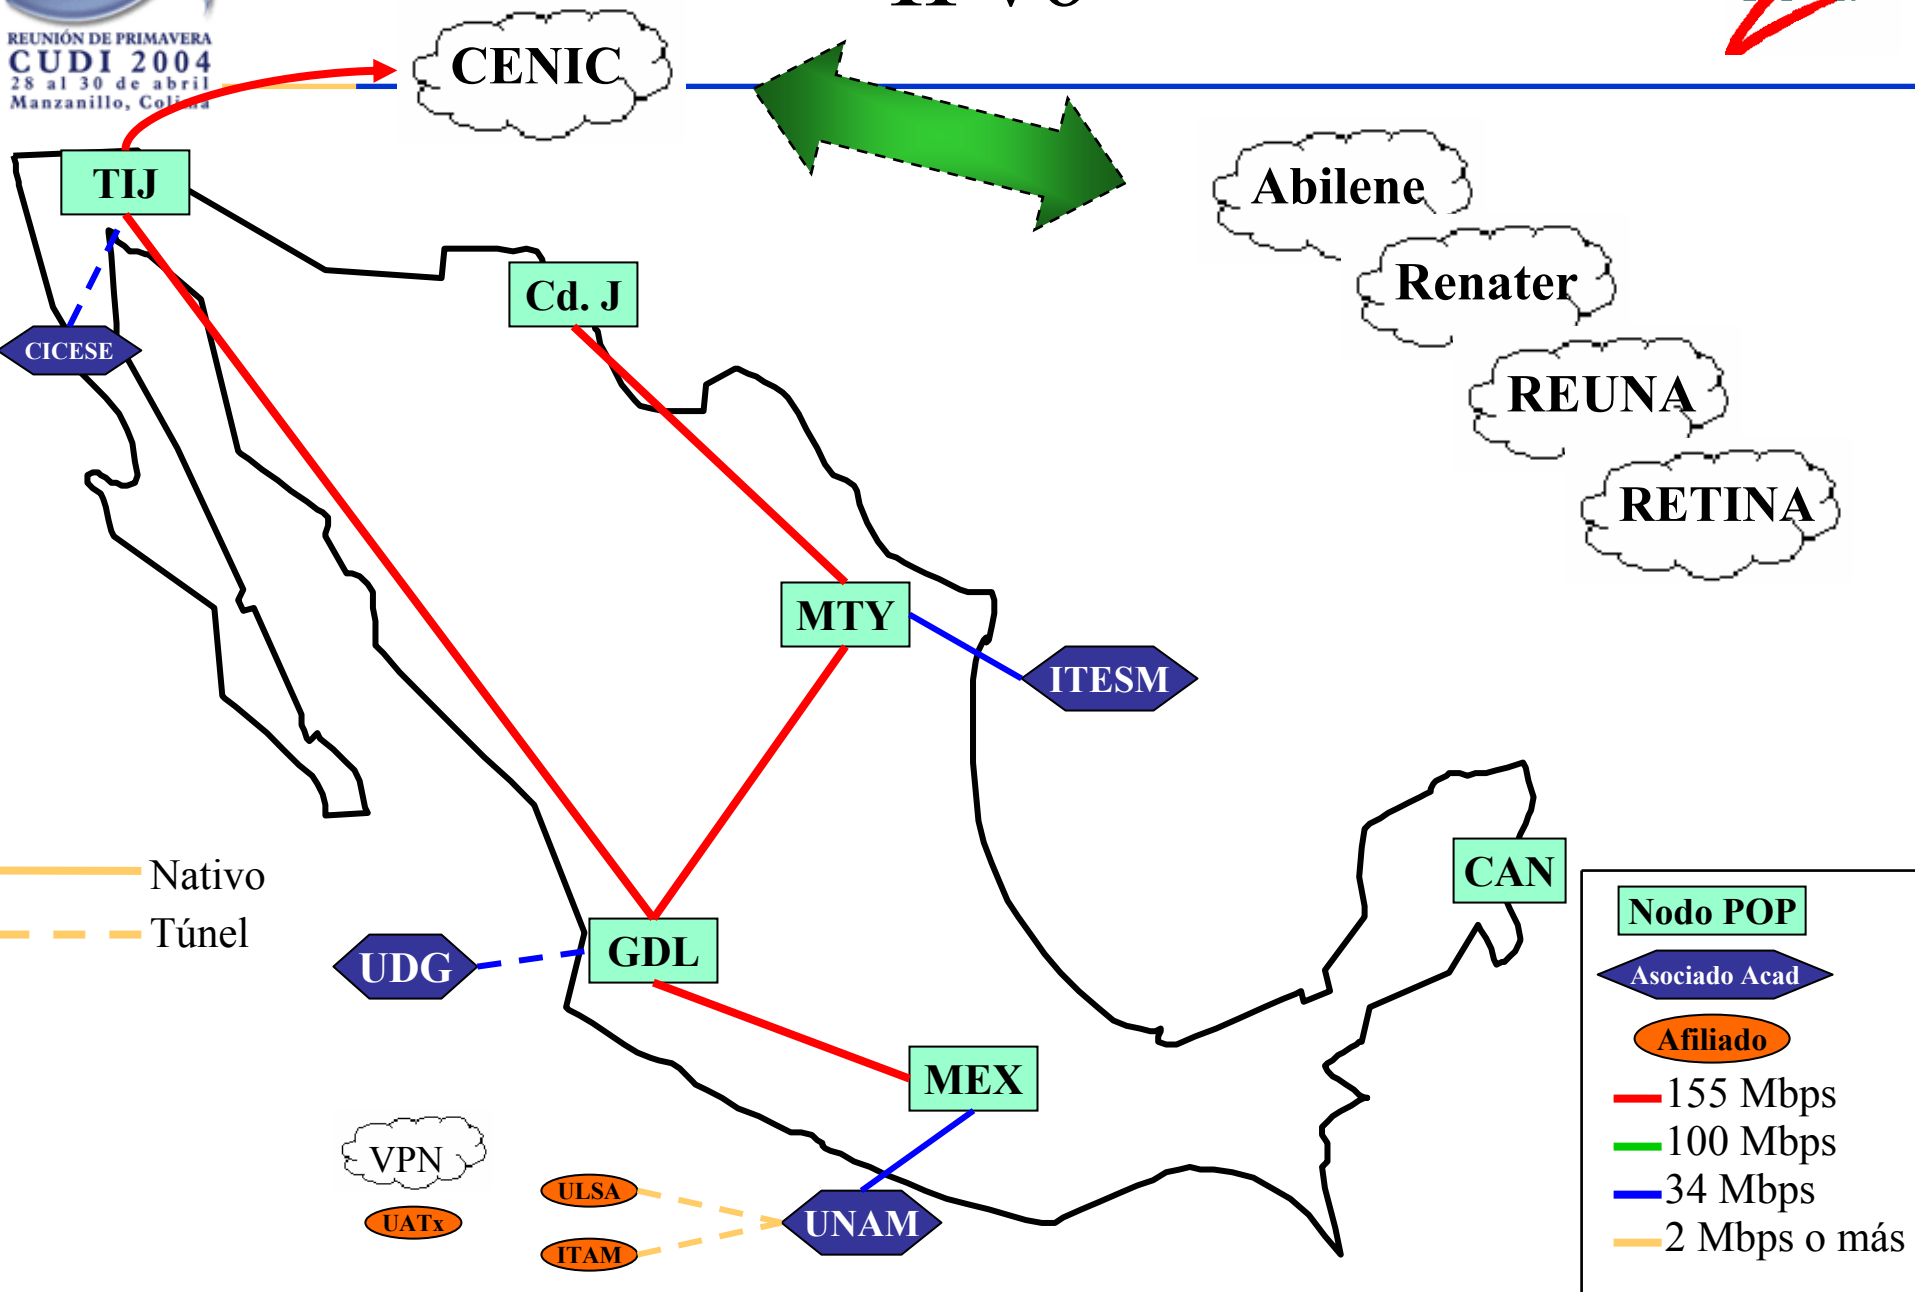 REUNIÓN DE PRIMAVERA
CUDI 2004
28 al 30 de abril
Manzanillo, Colima
CENIC
TIJ
Abilene
Cd. J
Renater
CICESE
REUNA
RETINA
MTY
ITESM
Nativo
Túnel
CAN
UDG
GDL
MEX
VPN
UATx
ULSA
ITAM
UNAM
Nodo POP
Asociado Acad
Afiliado
155 Mbps
100 Mbps
34 Mbps
2 Mbps o más